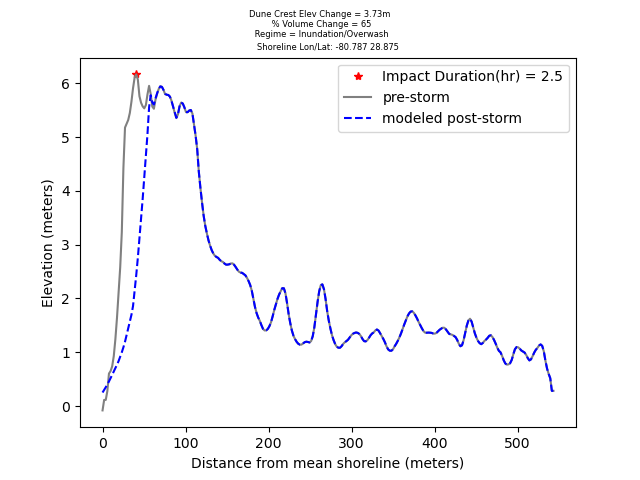 Dune Crest Elev Change = 3.73m
% Volume Change = 65
Regime = Inundation/Overwash
Shoreline Lon/Lat: -80.787 28.875
Impact Duration(hr) = 2.5
pre-storm
modeled post-storm
6
5
4
3
2
1
0
Elevation (meters)
0 100 200 300 400 500
Distance from mean shoreline (meters)